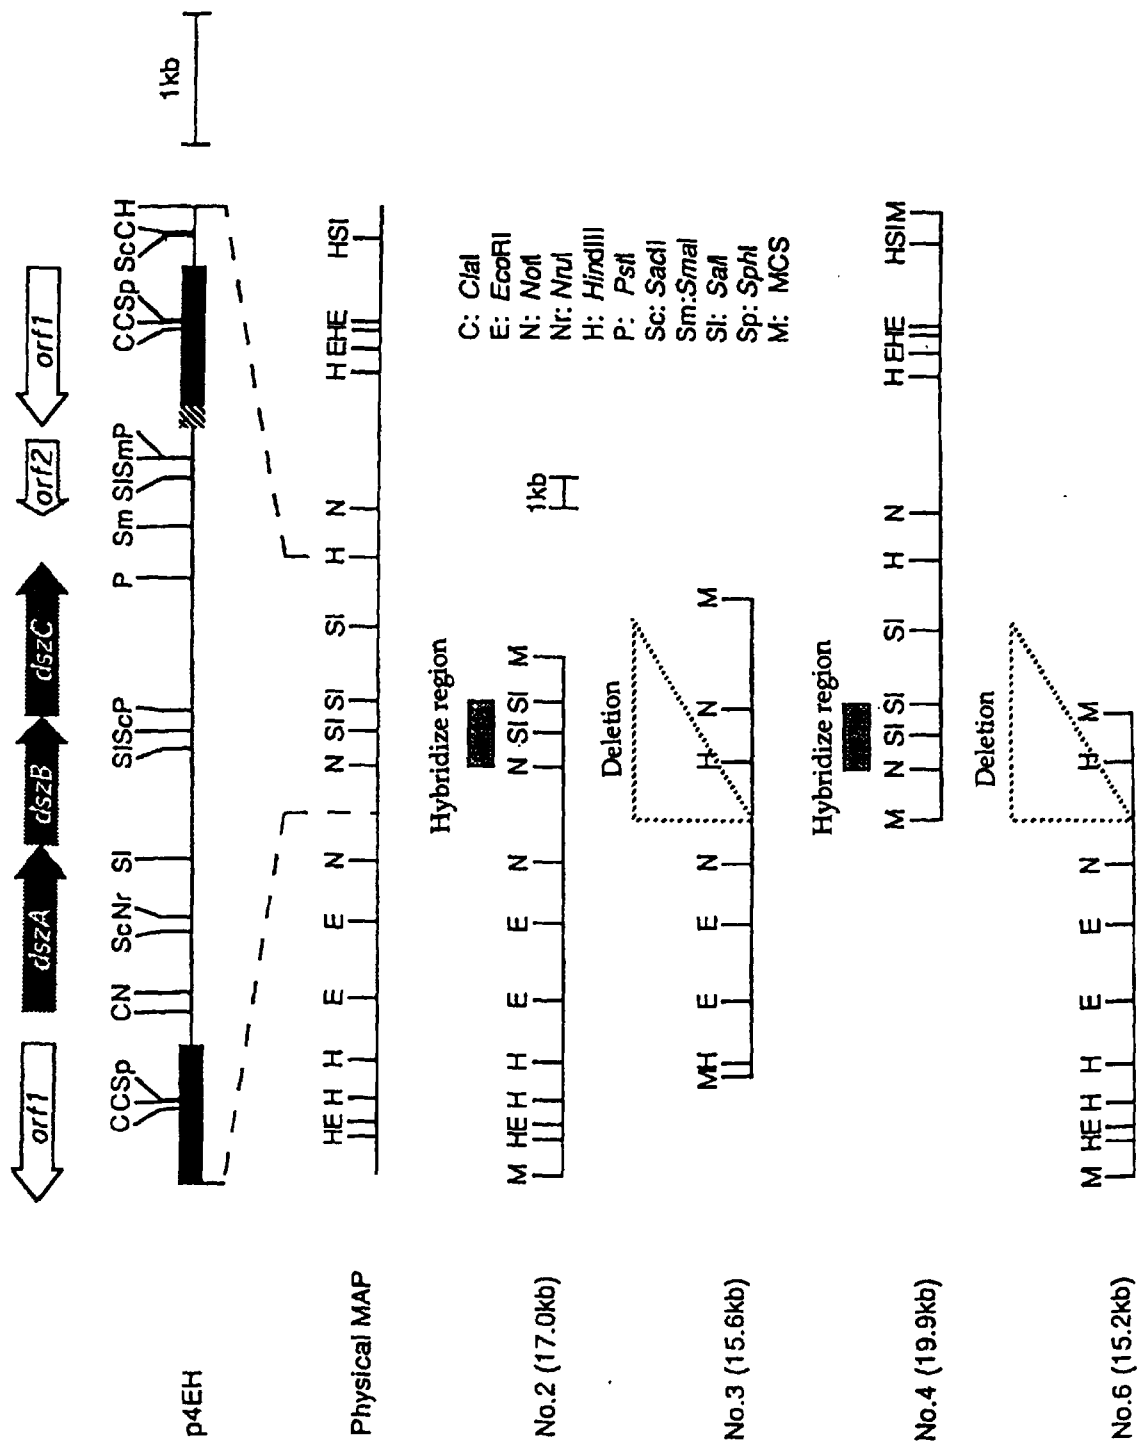 orf1 dszA dszB dszC orf2 orf1
p4EH CCSp CN ScNr Sl SlScP P Sm SlSmP CCSp ScCH 1kb
Physical MAP HE H H E E N I N Sl Sl Sl H N H EHE HSl
Hybridize region 1kb
No.2 (17.0kb) M HE H H E E N N Sl Sl M
C: ClaI
E: EcoRI
N: NotI
Nr: NruI
H: HindIII
P: PstI
Sc: SacII
Sm:SmaI
Sl: SalI
Sp: SphI
M: MCS
Deletion
No.3 (15.6kb) MH E E N H N M
Hybridize region
No.4 (19.9kb) M N Sl Sl Sl H N H EHE HSlM
Deletion
No.6 (15.2kb) M HE H H E E N H M